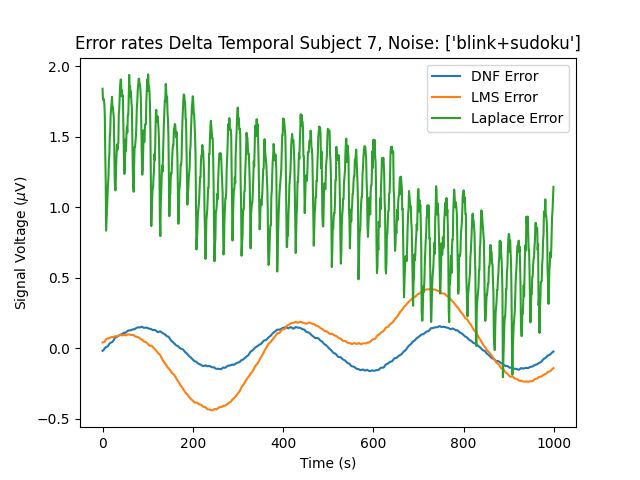 Error rates Delta Temporal Subject 7, Noise: ['blink+sudoku']
DNF Error
LMS Error
Laplace Error
Signal Voltage (μV)
2.0
1.5
1.0
0.5
0.0
−0.5
0
200
400
600
800
1000
Time (s)